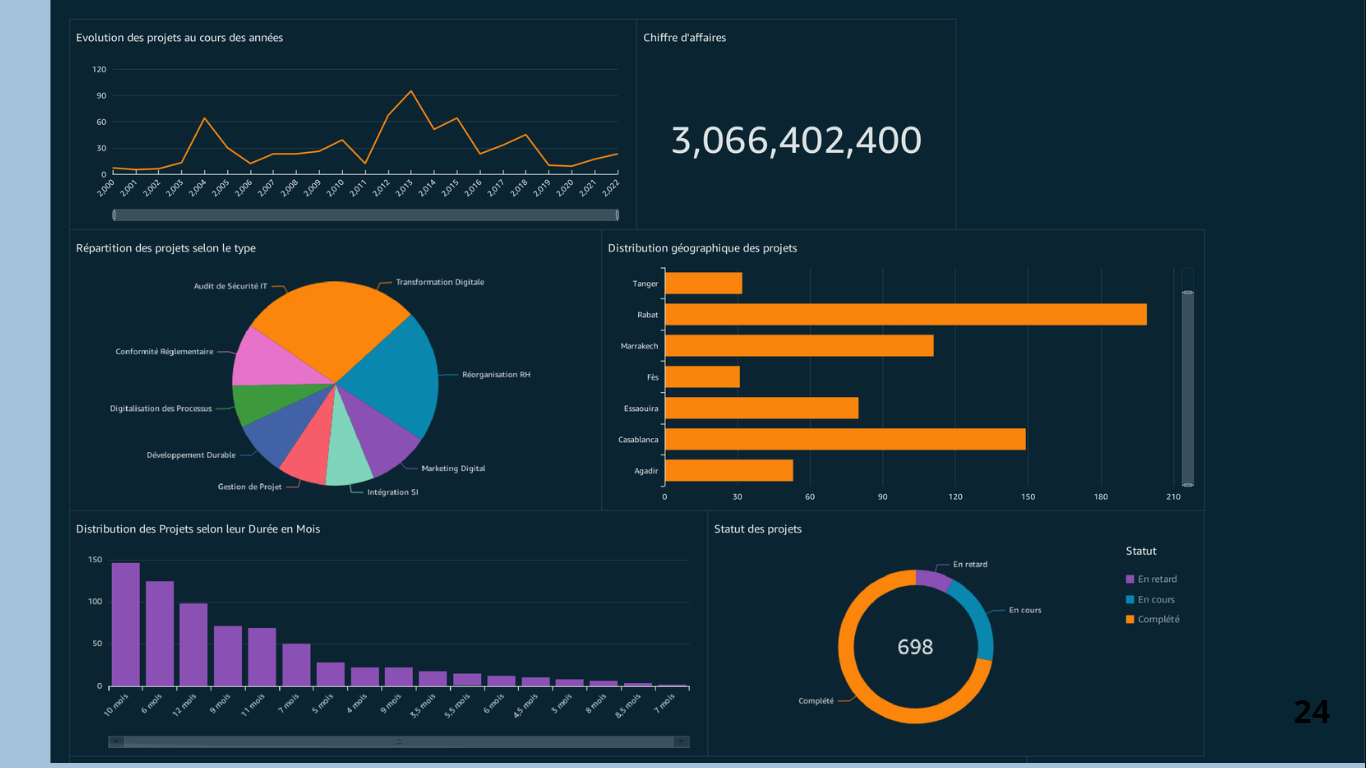 Evolution des projets au cours des années
120
90
60
30
0
2,000 2,001 2,002 2,003 2,004 2,005 2,006 2,007 2,008 2,009 2,010 2,011 2,012 2,013 2,014 2,015 2,016 2,017 2,018 2,019 2,020 2,021 2,022
Chiffre d'affaires
3,066,402,400
Répartition des projets selon le type
Audit de Sécurité IT
Transformation Digitale
Conformité Réglementaire
Réorganisation RH
Digitalisation des Processus
Développement Durable
Marketing Digital
Gestion de Projet
Intégration SI
Distribution géographique des projets
Tanger
Rabat
Marrakech
Fès
Essaouira
Casablanca
Agadir
0 30 60 90 120 150 180 210
Distribution des Projets selon leur Durée en Mois
150
100
50
0
10 mois 6 mois 12 mois 9 mois 11 mois 7 mois 5 mois 4 mois 9 mois 3,5 mois 5,5 mois 6 mois 4,5 mois 3 mois 8 mois 8,5 mois 7 mois
Statut des projets
En retard
En cours
698
Complété
Statut
En retard
En cours
Complété
24